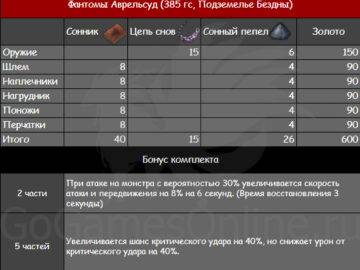 Фантомы Аврельсуд (385 гс, Подземелье Бездны)
Сонник Цепь снов Сонный пепел Золото
Оружие 15 6 150
Шлем 8 4 90
Наплечники 8 4 90
Нагрудник 8 4 90
Поножи 8 4 90
Перчатки 8 4 90
Итого 40 15 26 600
Бонус комплекта
2 части
При атаке на монстра с вероятностью 30% увеличивается скорость
атаки и передвижения на 8% на 6 секунд. (Время восстановления 3
секунды)
5 частей
Увеличивается шанс критического удара на 40%, но снижает урон от
критического удара на 40%.